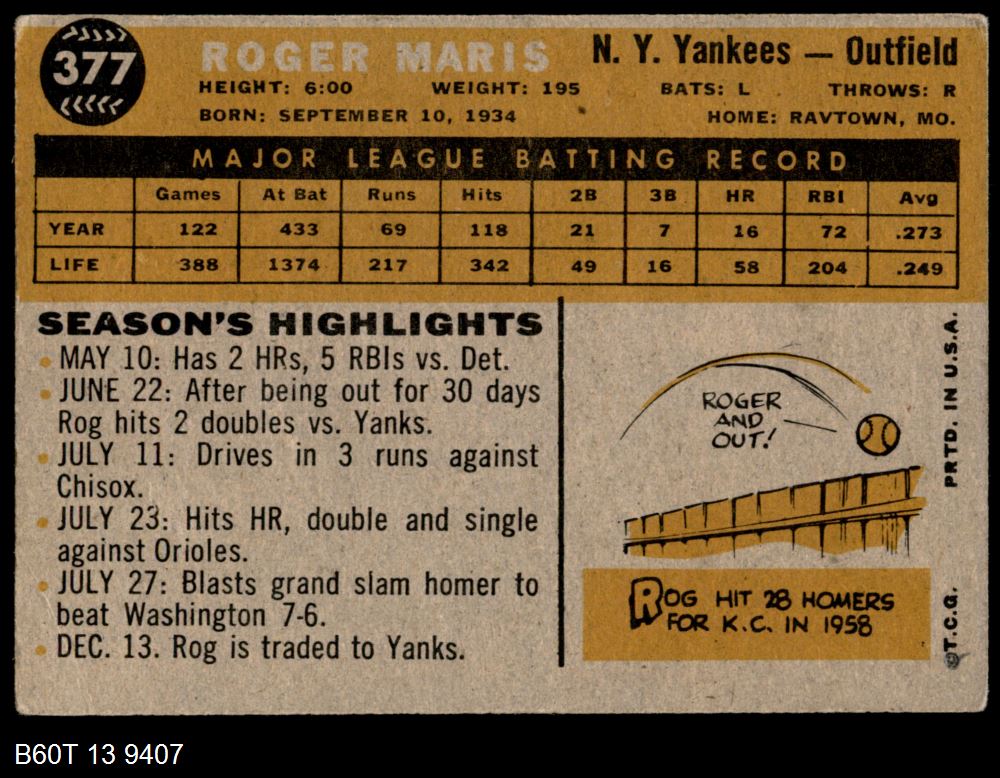 377
ROGER MARIS N. Y. Yankees — Outfield
HEIGHT: 6:00 WEIGHT: 195 BATS: L THROWS: R
BORN: SEPTEMBER 10, 1934 HOME: RAVTOWN, MO.
MAJOR LEAGUE BATTING RECORD
Games At Bat Runs Hits 2B 3B HR RBI Avg
YEAR 122 433 69 118 21 7 16 72 .273
LIFE 388 1374 217 342 49 16 58 204 .249
SEASON'S HIGHLIGHTS
• MAY 10: Has 2 HRs, 5 RBIs vs. Det.
• JUNE 22: After being out for 30 days
Rog hits 2 doubles vs. Yanks.
• JULY 11: Drives in 3 runs against
Chisox.
• JULY 23: Hits HR, double and single
against Orioles.
• JULY 27: Blasts grand slam homer to
beat Washington 7-6.
• DEC. 13. Rog is traded to Yanks.
ROGER
AND
OUT!
ROG HIT 28 HOMERS
FOR K.C. IN 1958
©T.C.G. PRTD. IN U.S.A.
B60T 13 9407